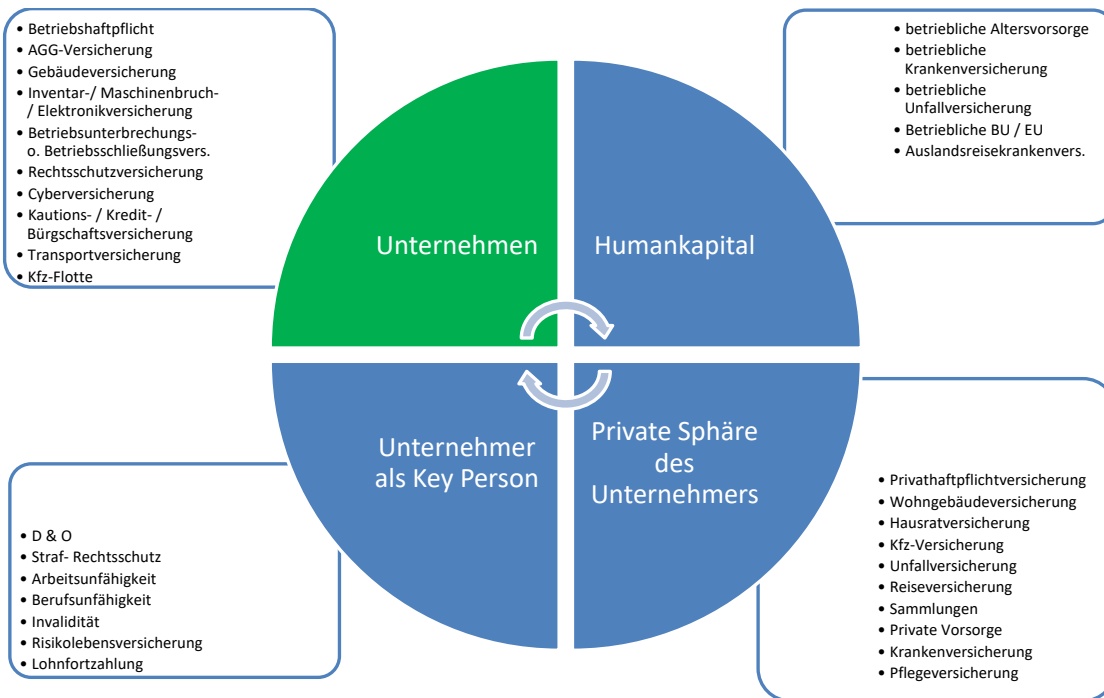 • Betriebshaftpflicht
• AGG-Versicherung
• Gebäudeversicherung
• Inventar-/ Maschinenbruch-
/ Elektronikversicherung
• Betriebsunterbrechungs-
o. Betriebsschließungsvers.
• Rechtsschutzversicherung
• Cyberversicherung
• Kautions- / Kredit- /
Bürgschaftsversicherung
• Transportversicherung
• Kfz-Flotte
• betriebliche Altersvorsorge
• betriebliche
Krankenversicherung
• betriebliche
Unfallversicherung
• Betriebliche BU / EU
• Auslandsreisekrankenvers.
Unternehmen
Humankapital
Unternehmer
als Key Person
Private Sphäre
des
Unternehmers
• D & O
• Straf- Rechtsschutz
• Arbeitsunfähigkeit
• Berufsunfähigkeit
• Invalidität
• Risikolebensversicherung
• Lohnfortzahlung
• Privathaftpflichtversicherung
• Wohngebäudeversicherung
• Hausratversicherung
• Kfz-Versicherung
• Unfallversicherung
• Reiseversicherung
• Sammlungen
• Private Vorsorge
• Krankenversicherung
• Pflegeversicherung